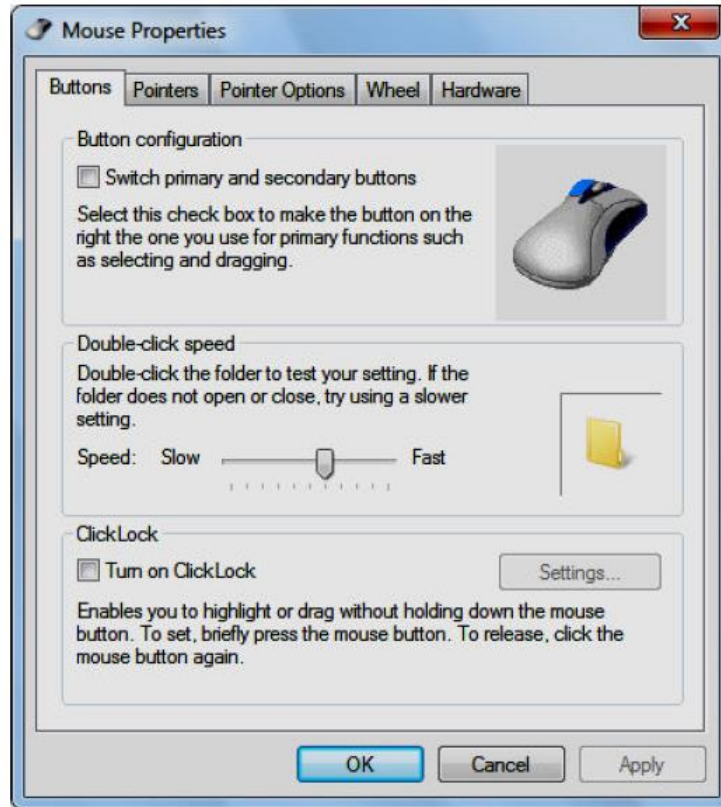 Mouse Properties
Buttons Pointers Pointer Options Wheel Hardware
Button configuration
Switch primary and secondary buttons
Select this check box to make the button on the
right the one you use for primary functions such
as selecting and dragging.
Double-click speed
Double-click the folder to test your setting. If the
folder does not open or close, try using a slower
setting.
Speed: Slow Fast
ClickLock
Turn on ClickLock Settings...
Enables you to highlight or drag without holding down the mouse
button. To set, briefly press the mouse button. To release, click the
mouse button again.
OK Cancel Apply